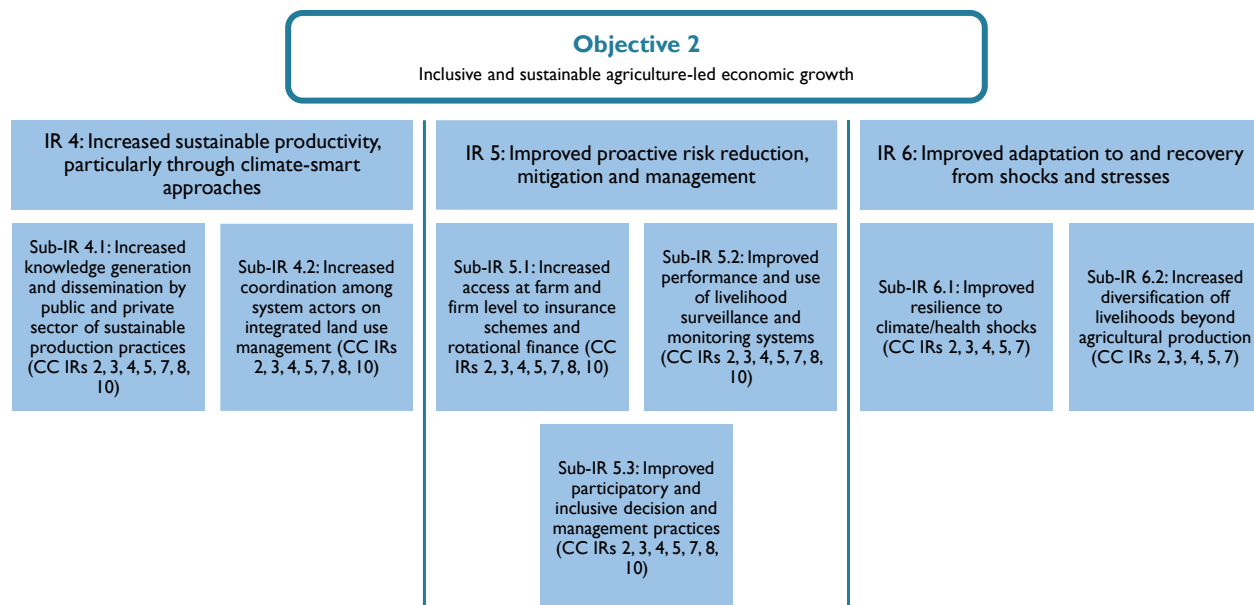 Objective 2
Inclusive and sustainable agriculture-led economic growth
IR 4: Increased sustainable productivity,
particularly through climate-smart
approaches
Sub-IR 4.1: Increased
knowledge generation
and dissemination by
public and private
sector of sustainable
production practices
(CC IRs 2, 3, 4, 5, 7, 8,
10)
Sub-IR 4.2: Increased
coordination among
system actors on
integrated land use
management (CC IRs
2, 3, 4, 5, 7, 8, 10)
IR 5: Improved proactive risk reduction,
mitigation and management
Sub-IR 5.1: Increased
access at farm and
firm level to insurance
schemes and
rotational finance (CC
IRs 2, 3, 4, 5, 7, 8, 10)
Sub-IR 5.2: Improved
performance and use
of livelihood
surveillance and
monitoring systems
(CC IRs 2, 3, 4, 5, 7, 8,
10)
Sub-IR 5.3: Improved
participatory and
inclusive decision and
management practices
(CC IRs 2, 3, 4, 5, 7, 8,
10)
IR 6: Improved adaptation to and recovery
from shocks and stresses
Sub-IR 6.1: Improved
resilience to
climate/health shocks
(CC IRs 2, 3, 4, 5, 7)
Sub-IR 6.2: Increased
diversification off
livelihoods beyond
agricultural production
(CC IRs 2, 3, 4, 5, 7)